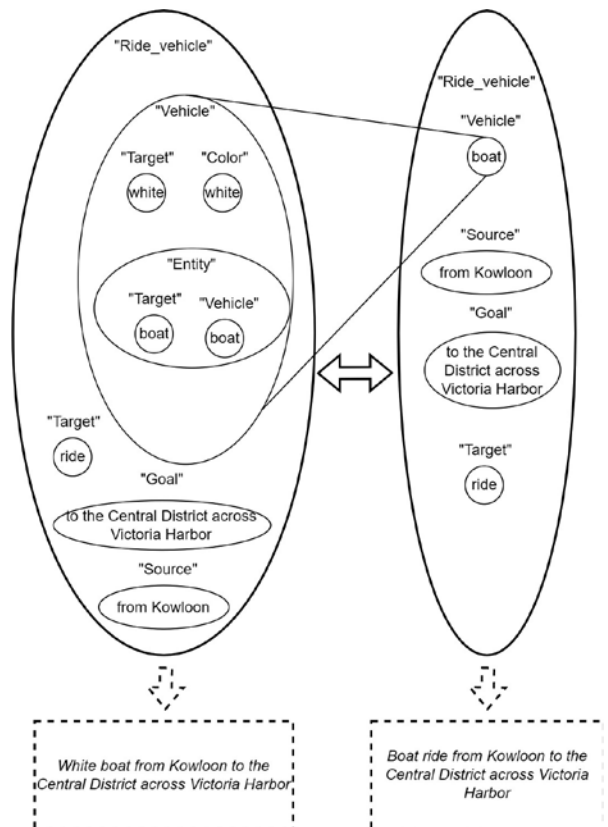 "Ride_vehicle"
"Vehicle"
"Target" "Color"
white white
"Entity"
"Target" "Vehicle"
boat boat
"Target"
ride
"Goal"
to the Central District across
Victoria Harbor
"Source"
from Kowloon
White boat from Kowloon to the
Central District across Victoria Harbor
"Ride_vehicle"
"Vehicle"
boat
"Source"
from Kowloon
"Goal"
to the Central
District across
Victoria Harbor
"Target"
ride
Boat ride from Kowloon to the
Central District across Victoria
Harbor